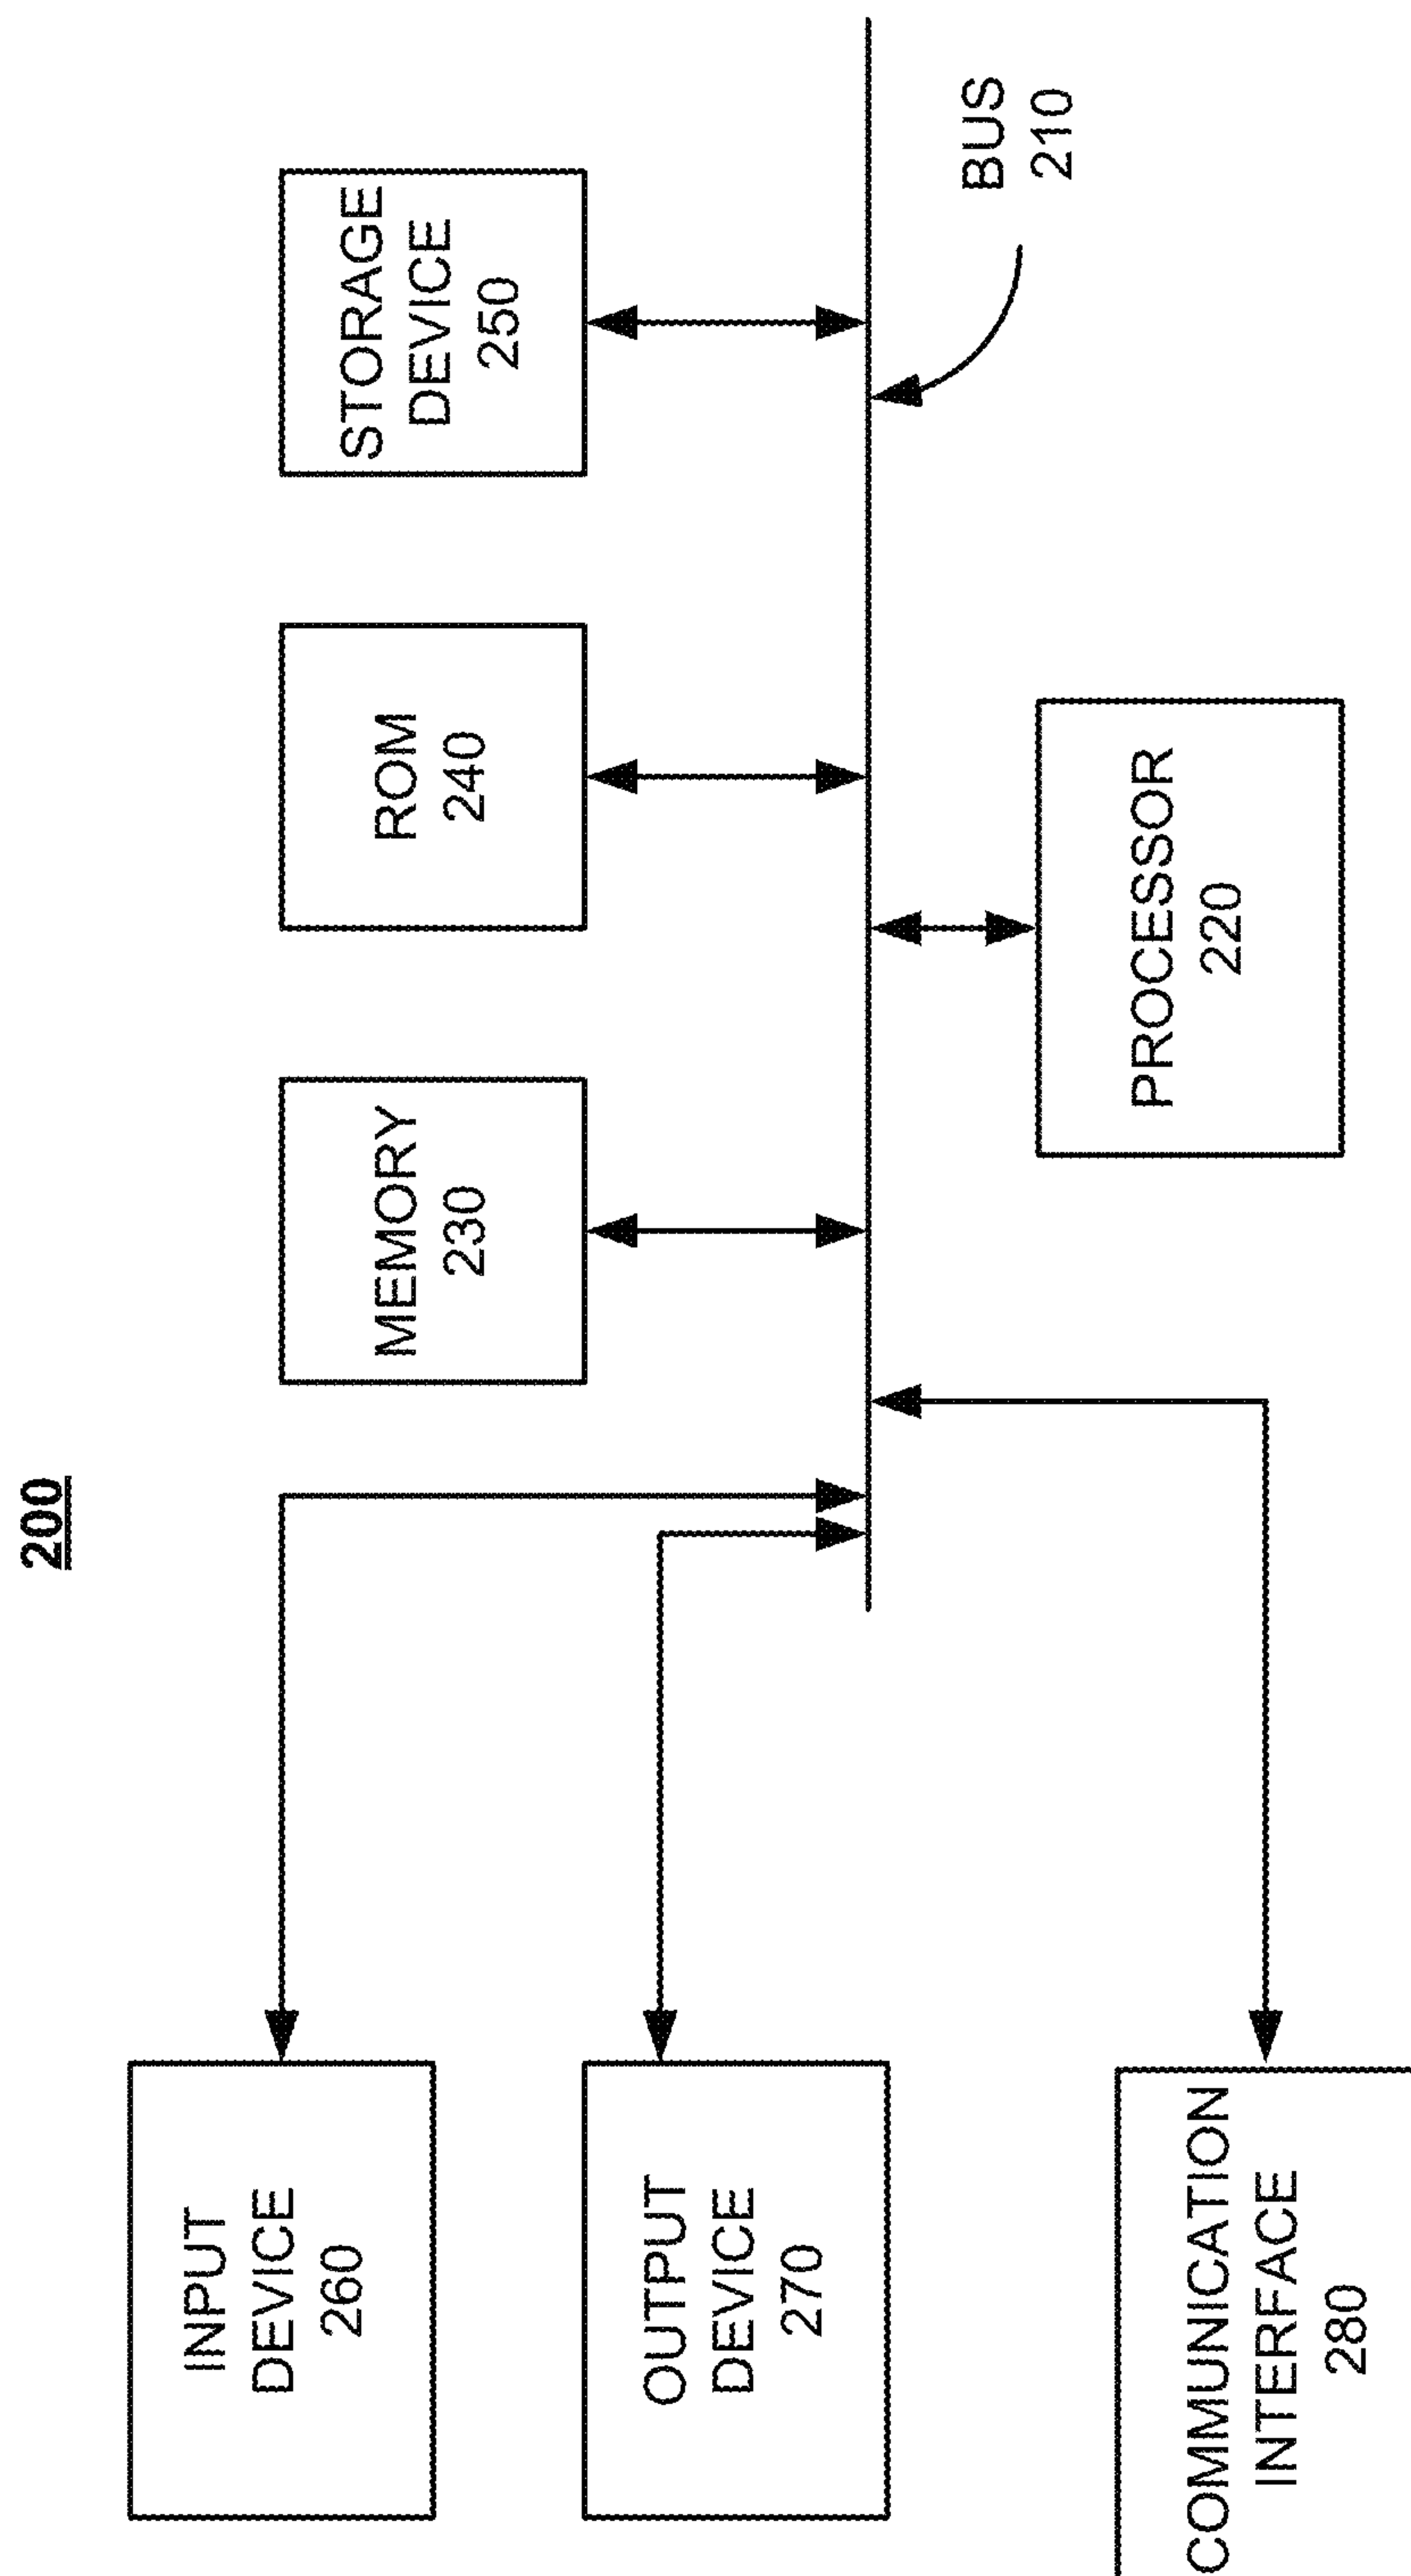 200
INPUT
DEVICE
260
MEMORY
230
ROM
240
STORAGE
DEVICE
250
OUTPUT
DEVICE
270
BUS
210
PROCESSOR
220
COMMUNICATION
INTERFACE
280